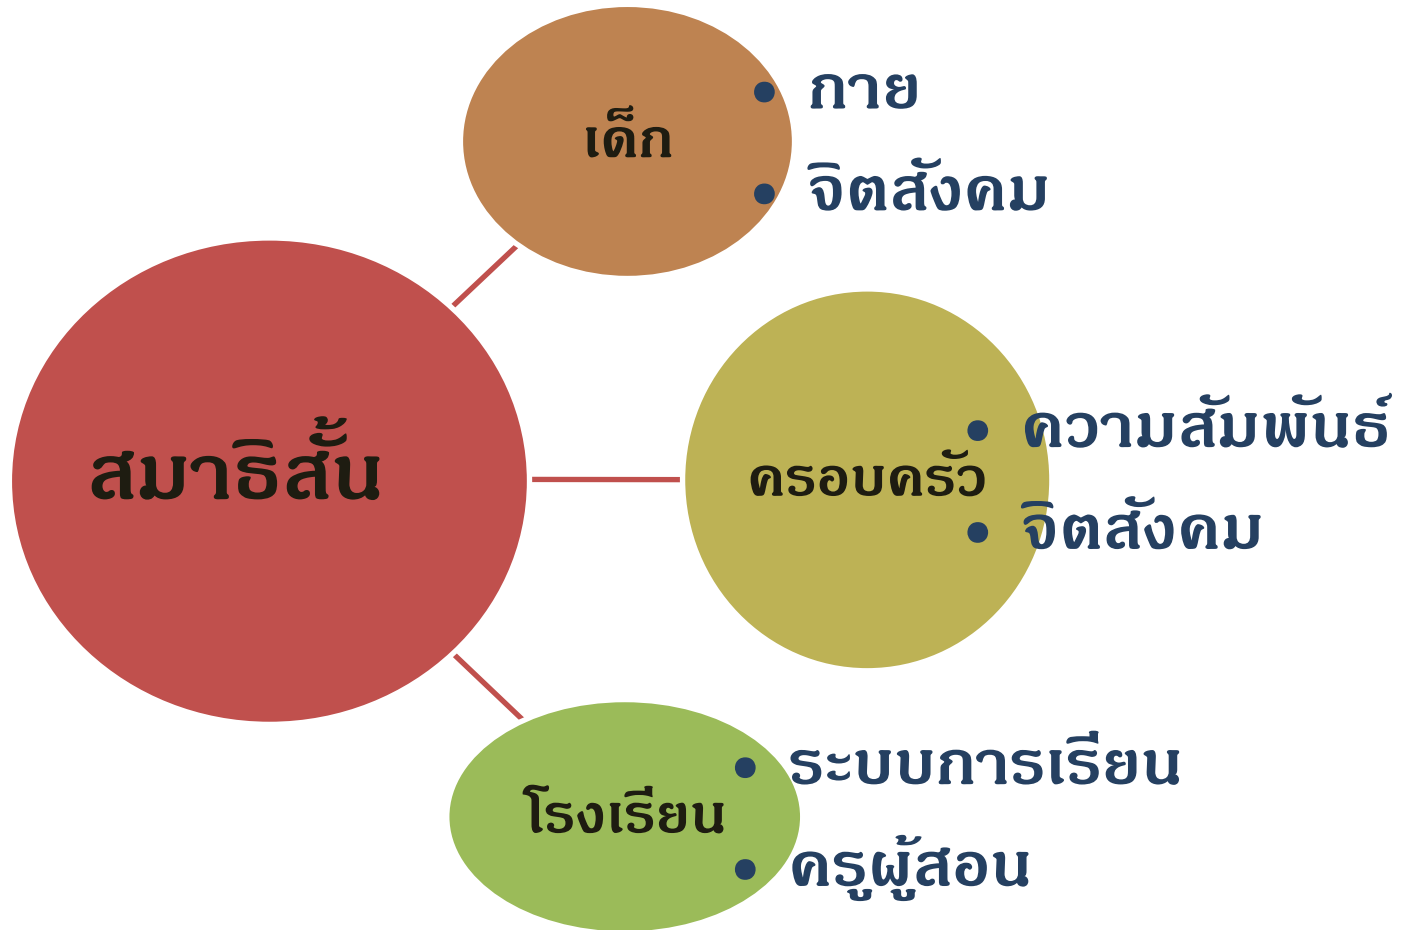 เด็ก
• กาย
• จิตสังคม
สมาธิสั้น
ครอบครัว
• ความสัมพันธ์
• จิตสังคม
โรงเรียน
• ระบบการเรียน
• ครูผู้สอน